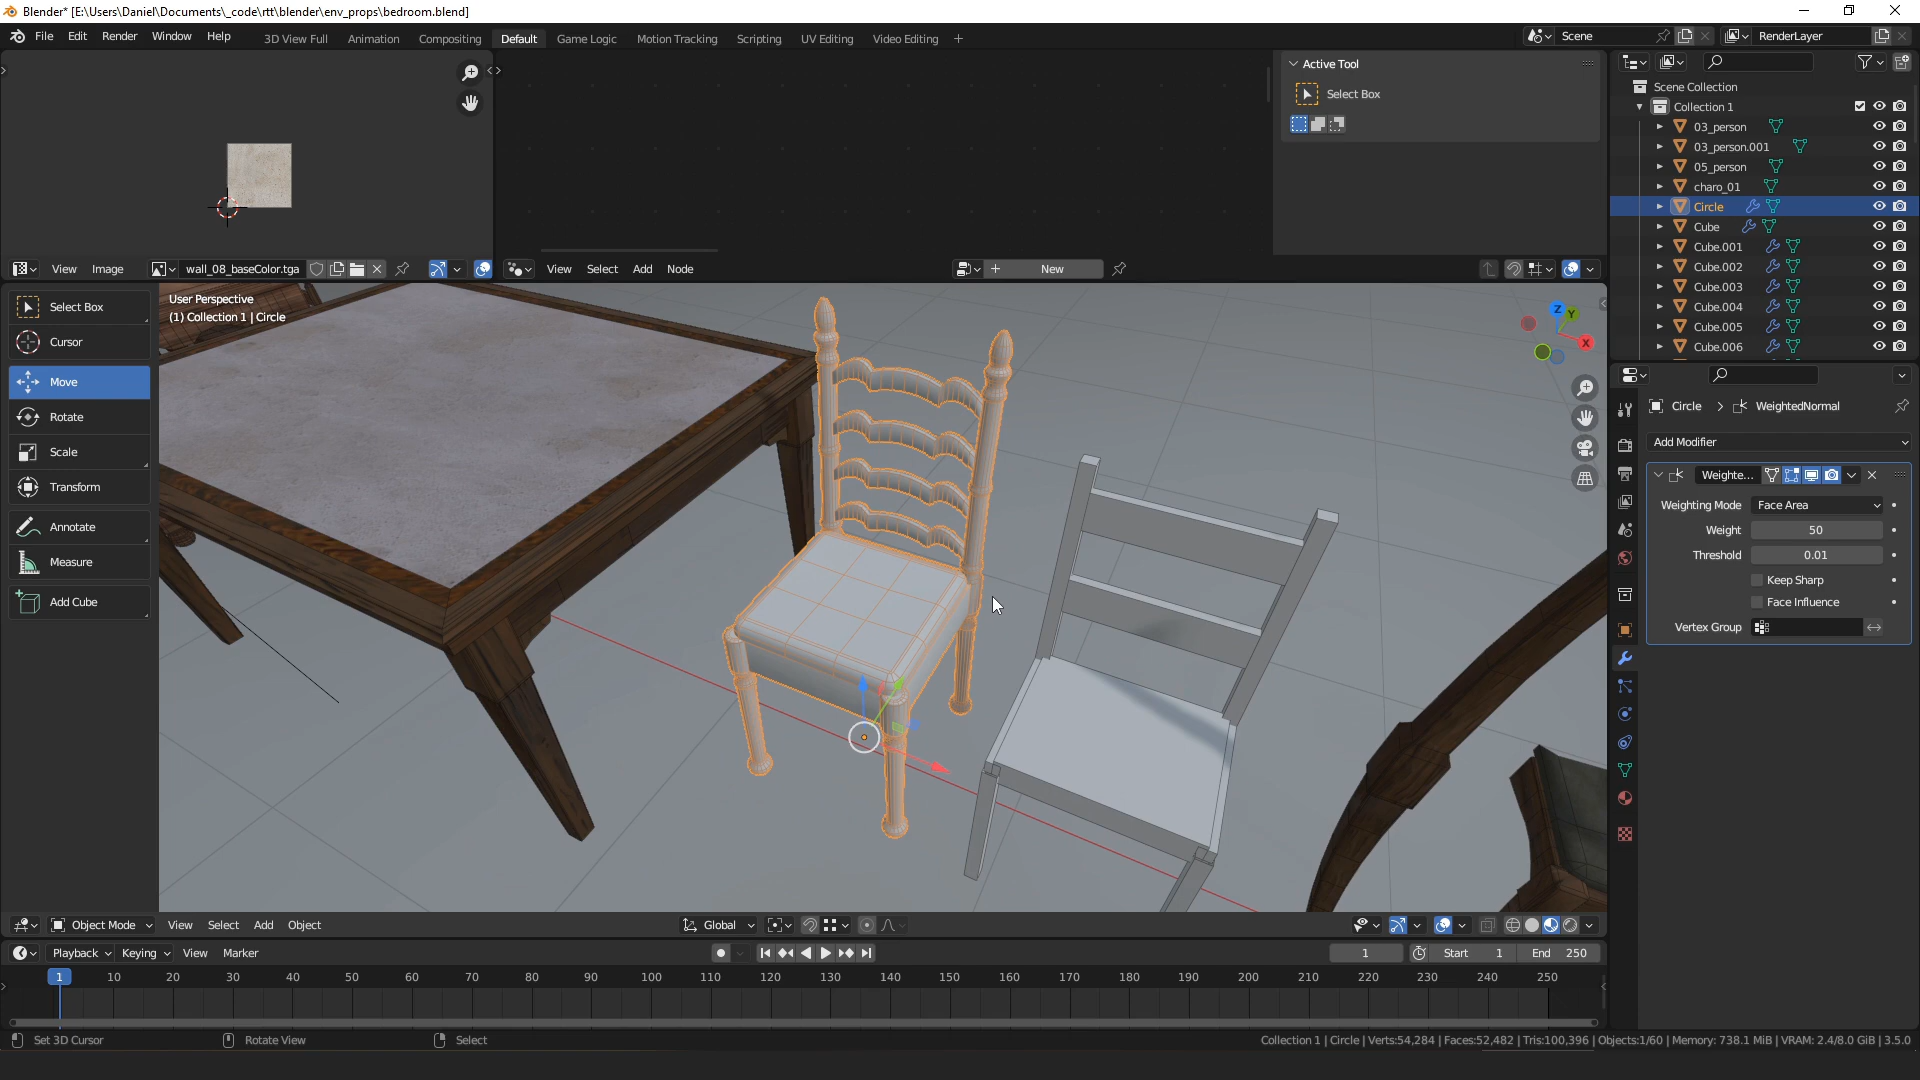 Blender* [E:\Users\Daniel\Documents\_code\rtt\blender\env_props\bedroom.blend]
File Edit Render Window Help 3D View Full Animation Compositing Default Game Logic Motion Tracking Scripting UV Editing Video Editing +
Scene
RenderLayer
Active Tool
Select Box
Scene Collection
Collection 1
03_person
03_person.001
05_person
charo_01
Circle
Cube
Cube.001
Cube.002
Cube.003
Cube.004
Cube.005
Cube.006
View Image wall_08_baseColor.tga
View Select Add Node + New
Select Box
Cursor
Move
Rotate
Scale
Transform
Annotate
Measure
Add Cube
User Perspective
(1) Collection 1 | Circle
Z
Y
X
Circle > WeightedNormal
Add Modifier
Weighte...
Weighting Mode Face Area
Weight 50
Threshold 0.01
Keep Sharp
Face Influence
Vertex Group
Object Mode View Select Add Object Global
Playback Keying View Marker 1 Start 1 End 250
1 10 20 30 40 50 60 70 80 90 100 110 120 130 140 150 160 170 180 190 200 210 220 230 240 250
Set 3D Cursor Rotate View Select Collection 1 | Circle | Verts:54,284 | Faces:52,482 | Tris:100,396 | Objects:1/60 | Memory: 738.1 MiB | VRAM: 2.4/8.0 GiB | 3.5.0